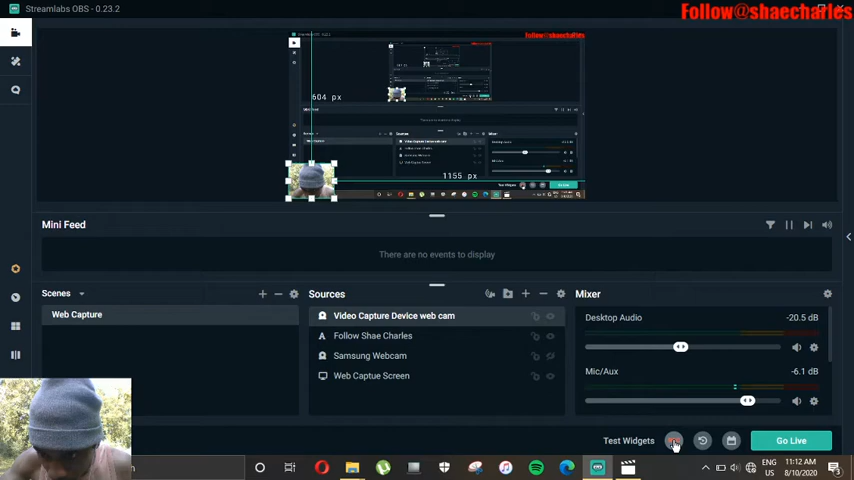 Streamlabs OBS - 0.23.2
Follow@shaecharles
Follow@shaecharles
604 px
1155 px
Mini Feed
There are no events to display
Scenes
Sources
Mixer
Web Capture
Video Capture Device web cam
Follow Shae Charles
Samsung Webcam
Web Captue Screen
Desktop Audio
-20.5 dB
Mic/Aux
-6.1 dB
Test Widgets
Go Live
ENG
US
11:12 AM
8/10/2020
3